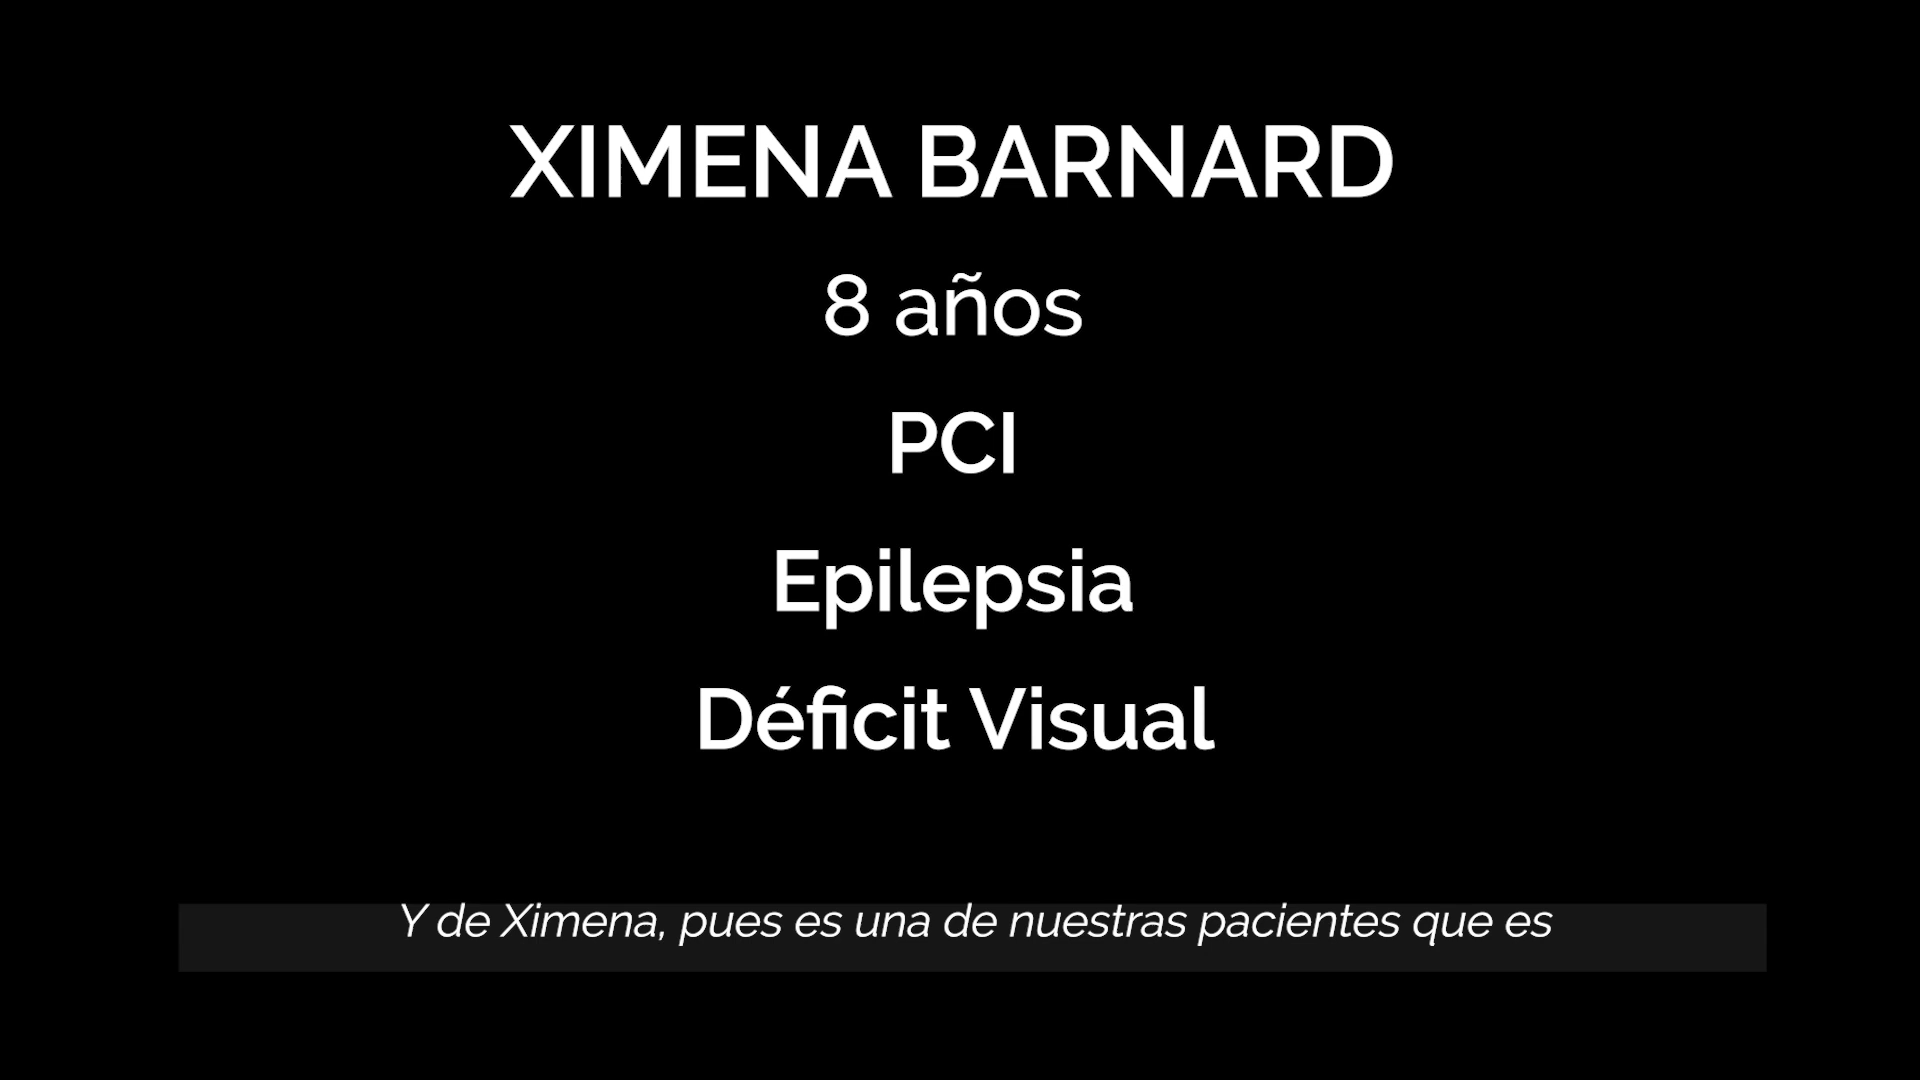 XIMENA BARNARD
8 años
PCI
Epilepsia
Déficit Visual
Y de Ximena, pues es una de nuestras pacientes que es